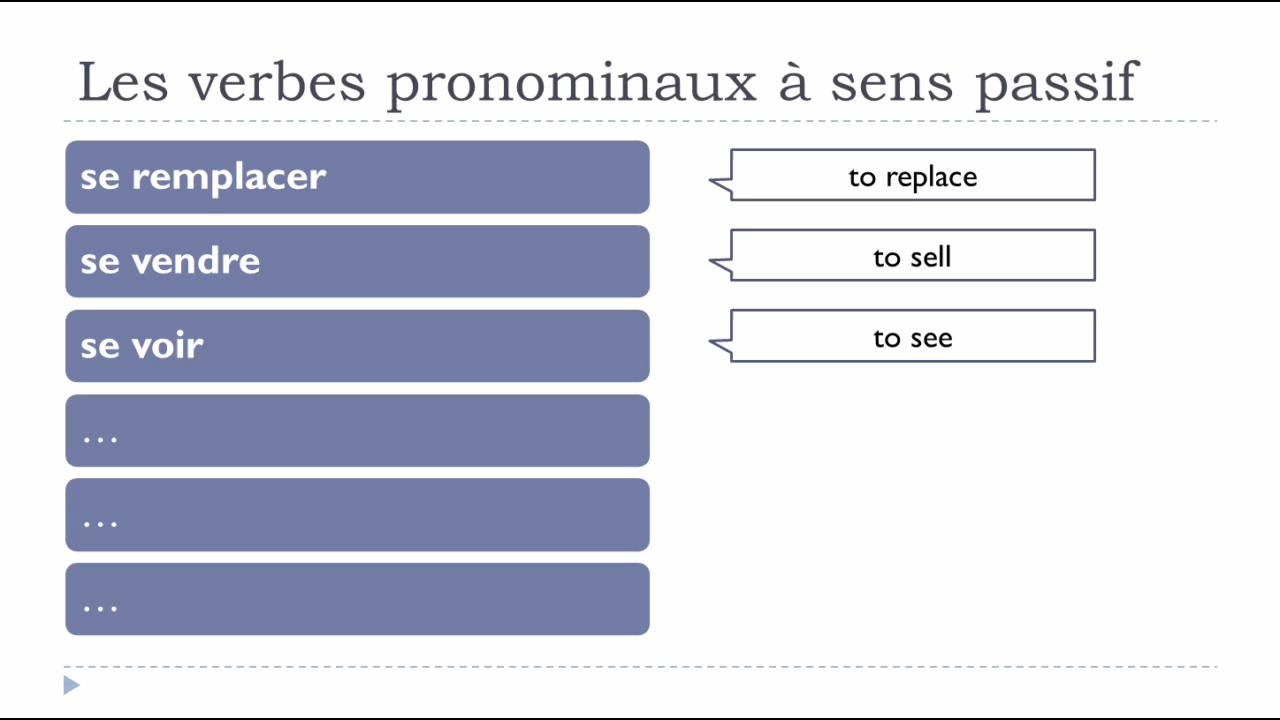 Les verbes pronominaux à sens passif
se remplacer
to replace
se vendre
to sell
se voir
to see
…
…
…